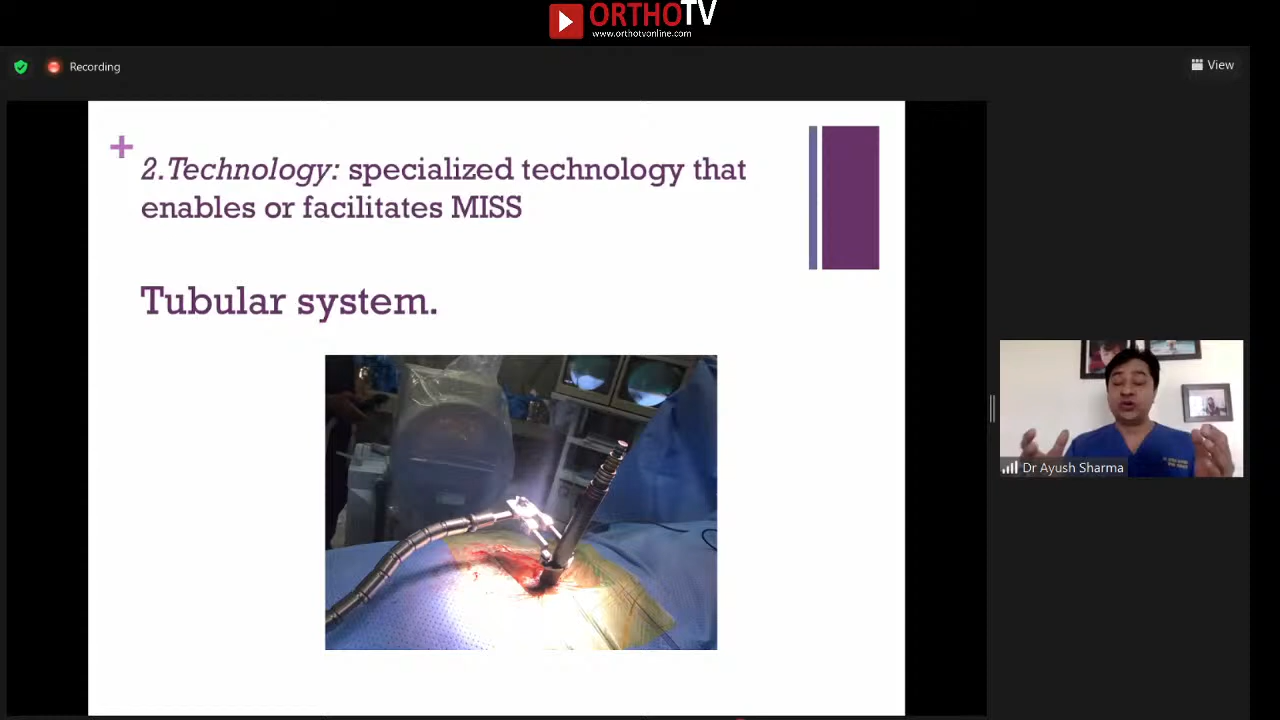 ORTHOTV
www.orthotvonline.com
Recording
View
+
2.Technology: specialized technology that
enables or facilitates MISS
Tubular system.
Dr Ayush Sharma